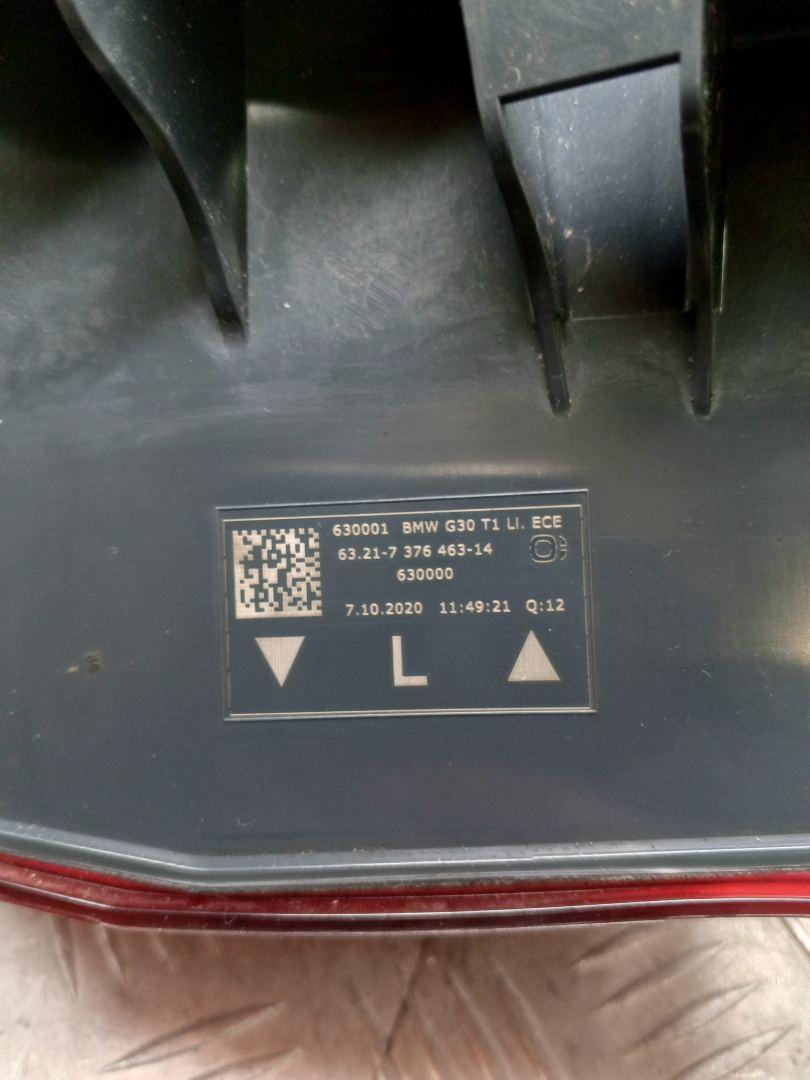 630001 BMW G30 T1 LI. ECE
63.21-7 376 463-14
630000
7.10.2020 11:49:21 Q:12
L